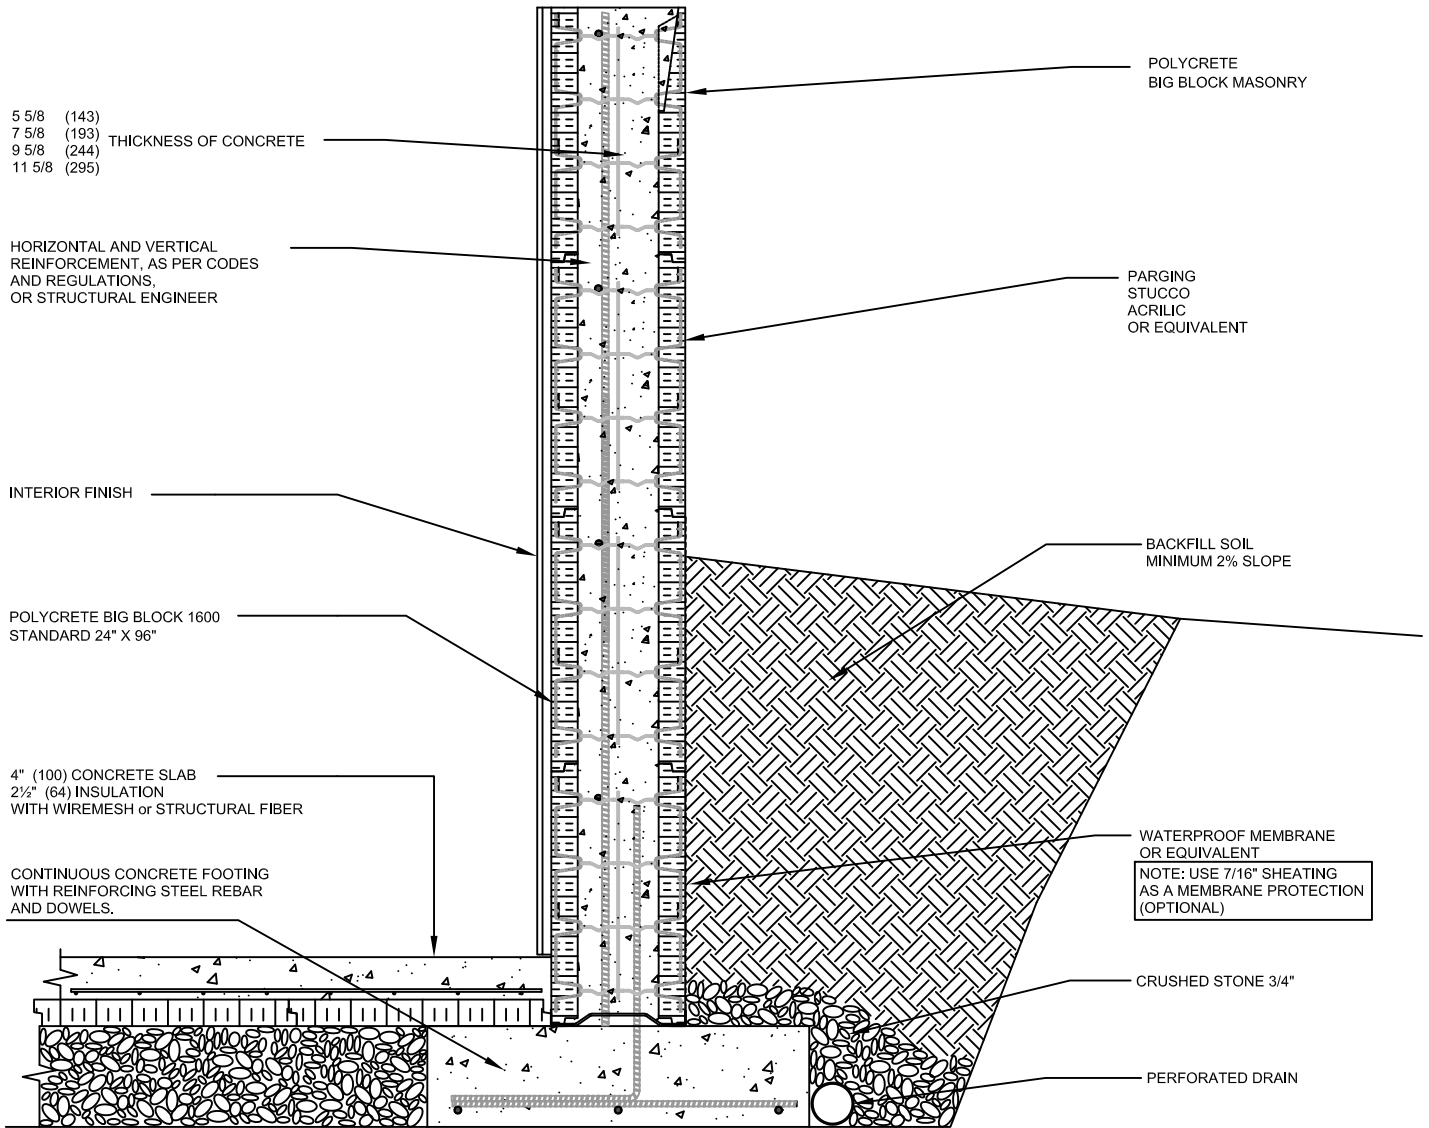 5 5/8 (143)
7 5/8 (193)
9 5/8 (244)
11 5/8 (295)
THICKNESS OF CONCRETE
HORIZONTAL AND VERTICAL
REINFORCEMENT, AS PER CODES
AND REGULATIONS,
OR STRUCTURAL ENGINEER
INTERIOR FINISH
POLYCRETE BIG BLOCK 1600
STANDARD 24" X 96"
4" (100) CONCRETE SLAB
2½" (64) INSULATION
WITH WIREMESH or STRUCTURAL FIBER
CONTINUOUS CONCRETE FOOTING
WITH REINFORCING STEEL REBAR
AND DOWELS.
POLYCRETE
BIG BLOCK MASONRY
PARGING
STUCCO
ACRILIC
OR EQUIVALENT
BACKFILL SOIL
MINIMUM 2% SLOPE
WATERPROOF MEMBRANE
OR EQUIVALENT
NOTE: USE 7/16" SHEATING
AS A MEMBRANE PROTECTION
(OPTIONAL)
CRUSHED STONE 3/4"
PERFORATED DRAIN